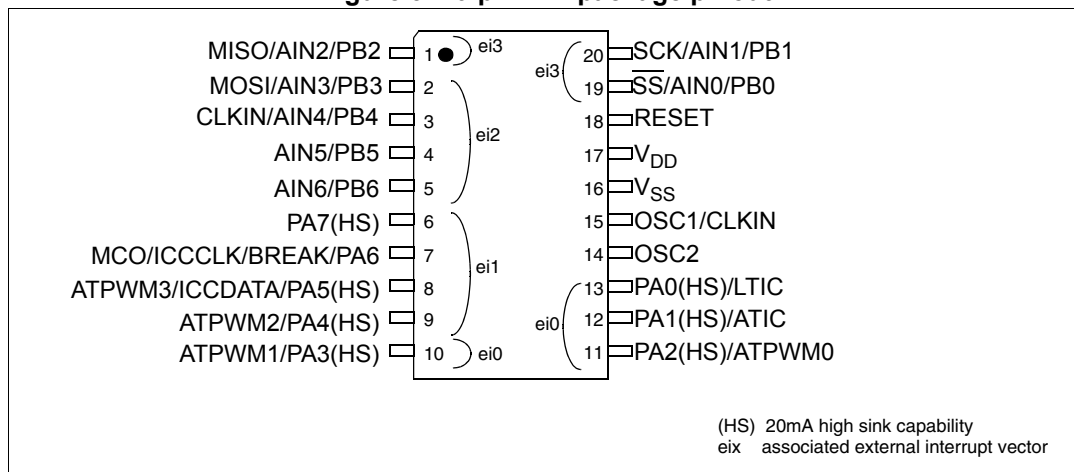 MISO/AIN2/PB2 1 ei3
MOSI/AIN3/PB3 2
CLKIN/AIN4/PB4 3
AIN5/PB5 4
AIN6/PB6 5
ei2
PA7(HS) 6
MCO/ICCCLK/BREAK/PA6 7
ATPWM3/ICCDATA/PA5(HS) 8
ATPWM2/PA4(HS) 9
ei1
ATPWM1/PA3(HS) 10 ei0
20 SCK/AIN1/PB1
ei3
19 SS/AIN0/PB0
18 RESET
17 VDD
16 VSS
15 OSC1/CLKIN
14 OSC2
13 PA0(HS)/LTIC
ei0 12 PA1(HS)/ATIC
11 PA2(HS)/ATPWM0
(HS) 20mA high sink capability
eix associated external interrupt vector